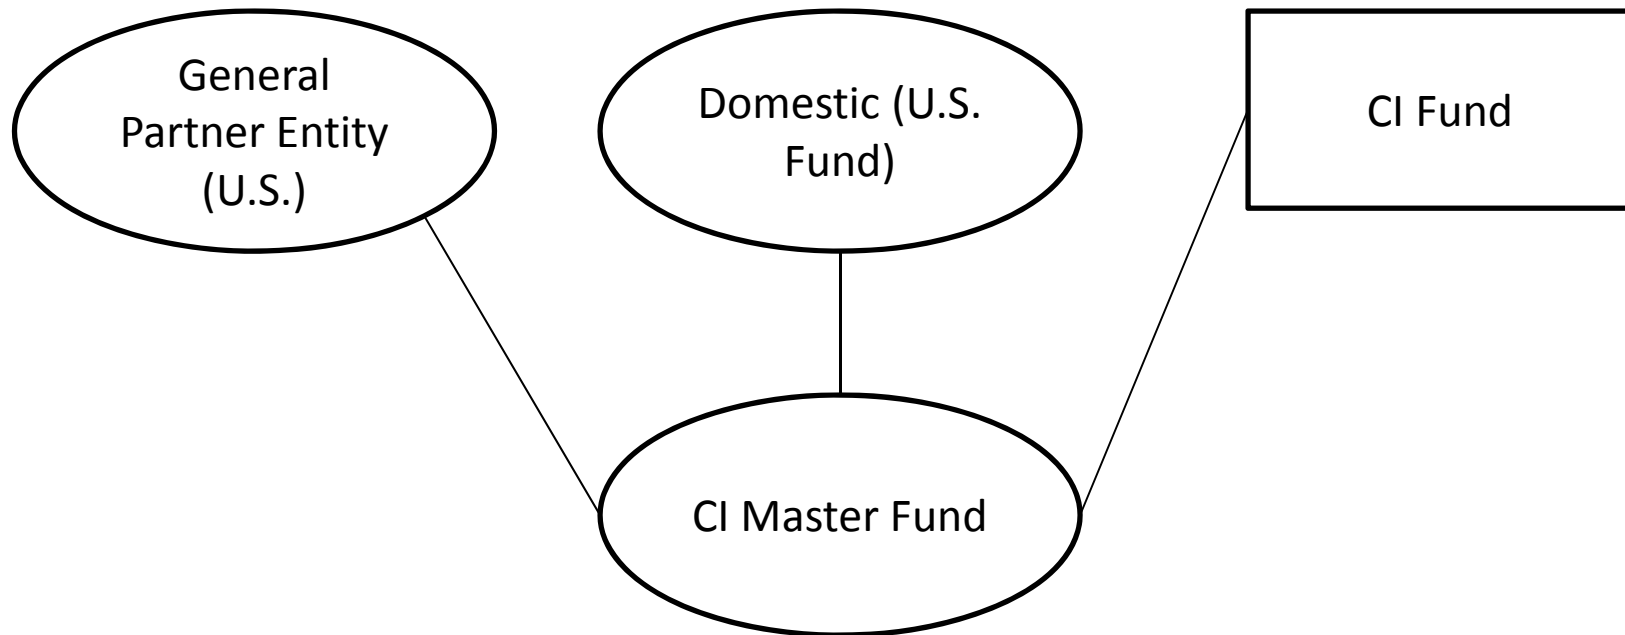 General
Partner Entity
(U.S.)
Domestic (U.S.
Fund)
CI Fund
CI Master Fund